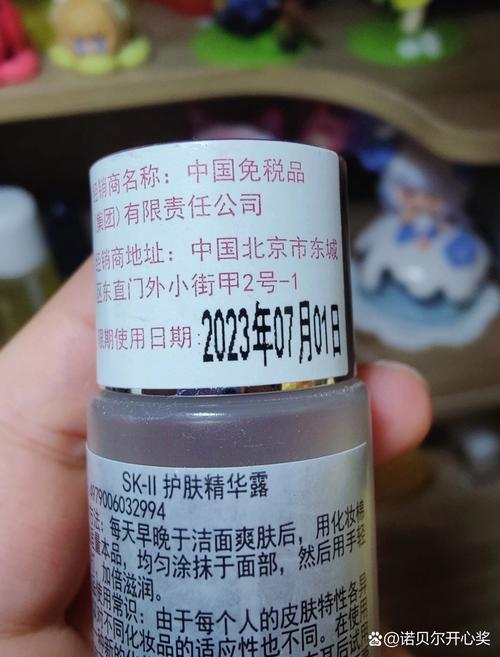 经销商名称：中国免税品
集团)有限责任公司
经销商地址：中国北京市东城
区东直门外小街甲2号-1
限期使用日期：2023年07月01日
SK-II 护肤精华露
4979006032994
方法：每天早晚于洁面爽肤后，用化妆棉
量本品，均匀涂抹于面部，然后用手轻
加倍滋润。
使用常识：由于每个人的皮肤特性各异
不同化妆品的适应性也不同。在使
@诺贝尔开心奖